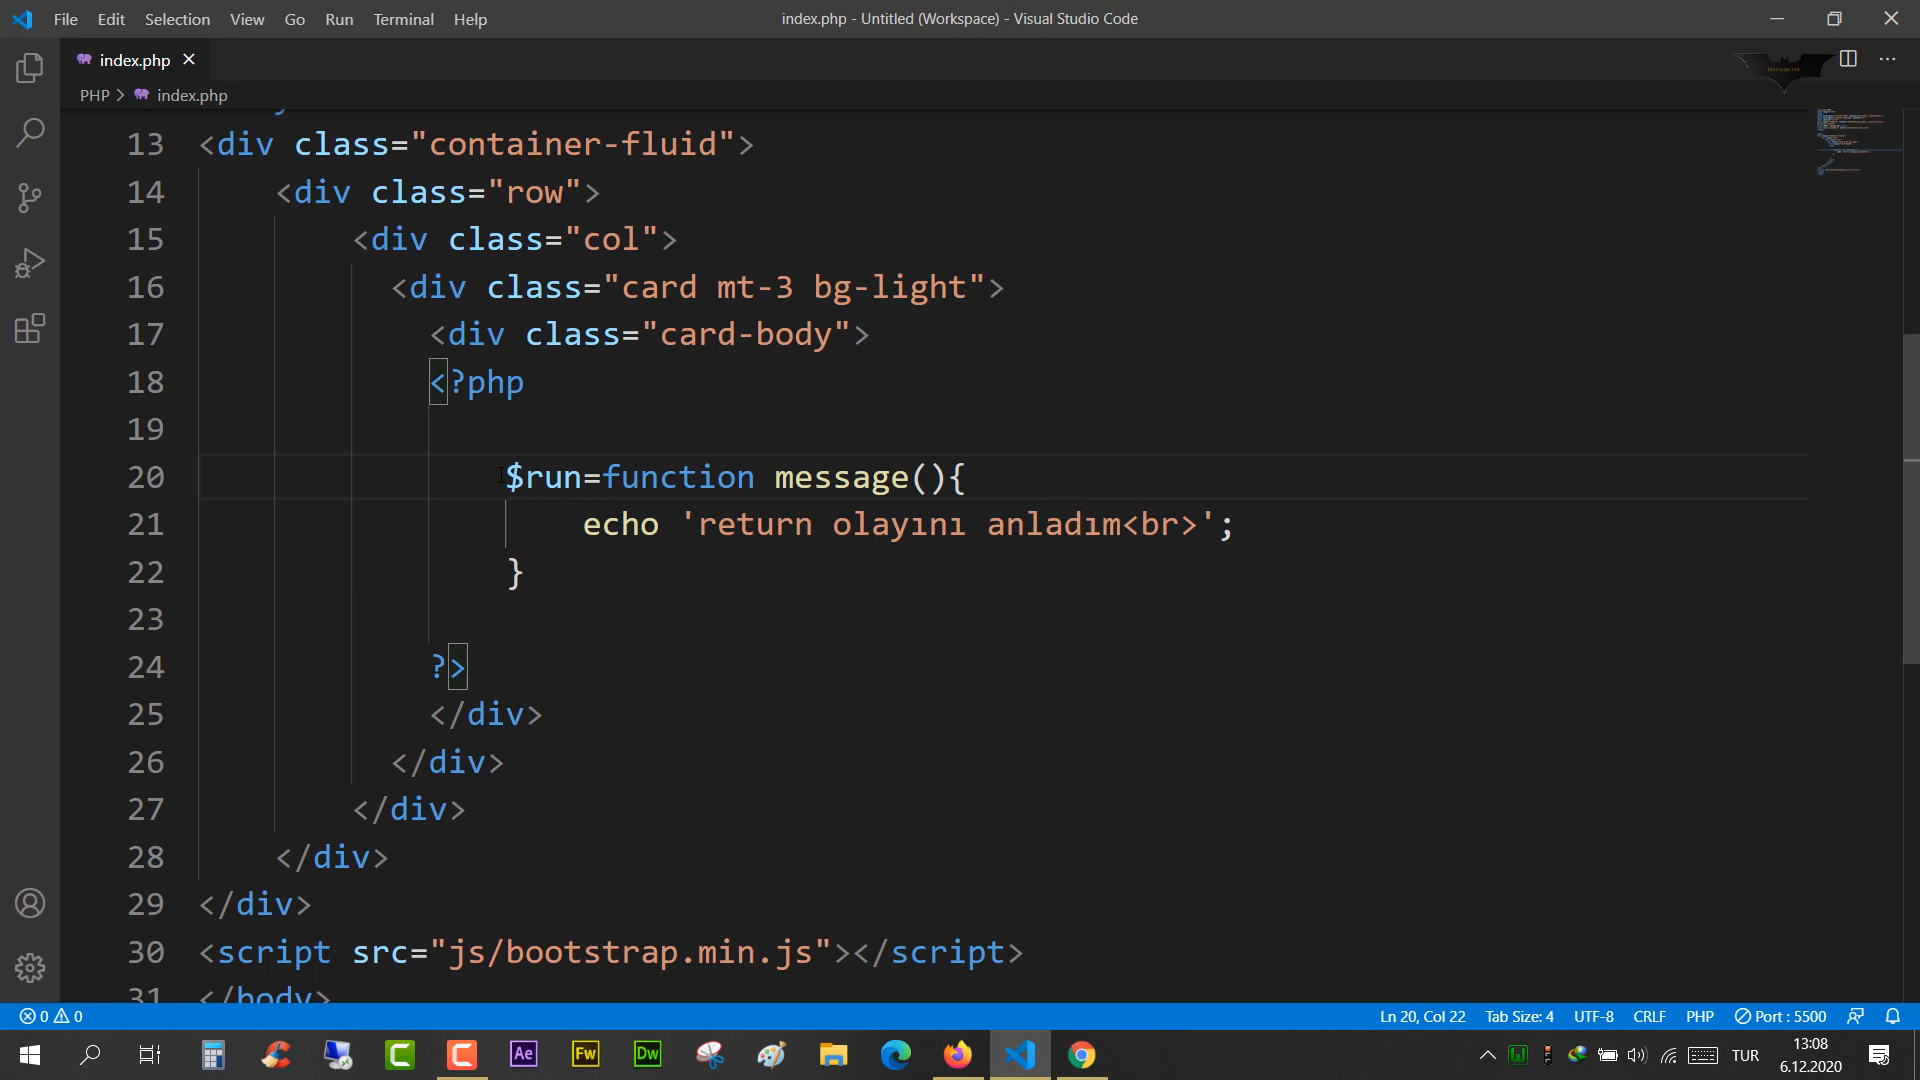 File Edit Selection View Go Run Terminal Help index.php - Untitled (Workspace) - Visual Studio Code
index.php
PHP > index.php
13 <div class="container-fluid">
14 <div class="row">
15 <div class="col">
16 <div class="card mt-3 bg-light">
17 <div class="card-body">
18 <?php
19
20 $run=function message(){
21 echo 'return olayını anladım<br>';
22 }
23
24 ?>
25 </div>
26 </div>
27 </div>
28 </div>
29 </div>
30 <script src="js/bootstrap.min.js"></script>
31 </body>
0 0 Ln 20, Col 22 Tab Size: 4 UTF-8 CRLF PHP Port : 5500
Ae Fw Dw TUR 13:08
6.12.2020